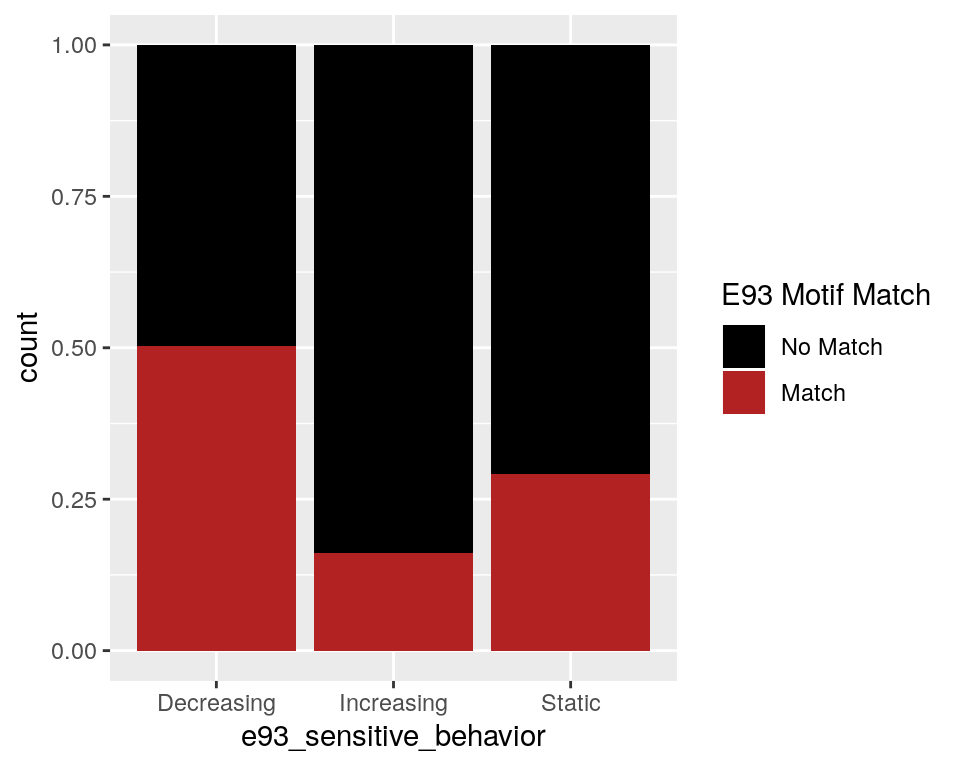 1.00
0.75
0.50
0.25
0.00
count
Decreasing
Increasing
Static
e93_sensitive_behavior
E93 Motif Match
No Match
Match